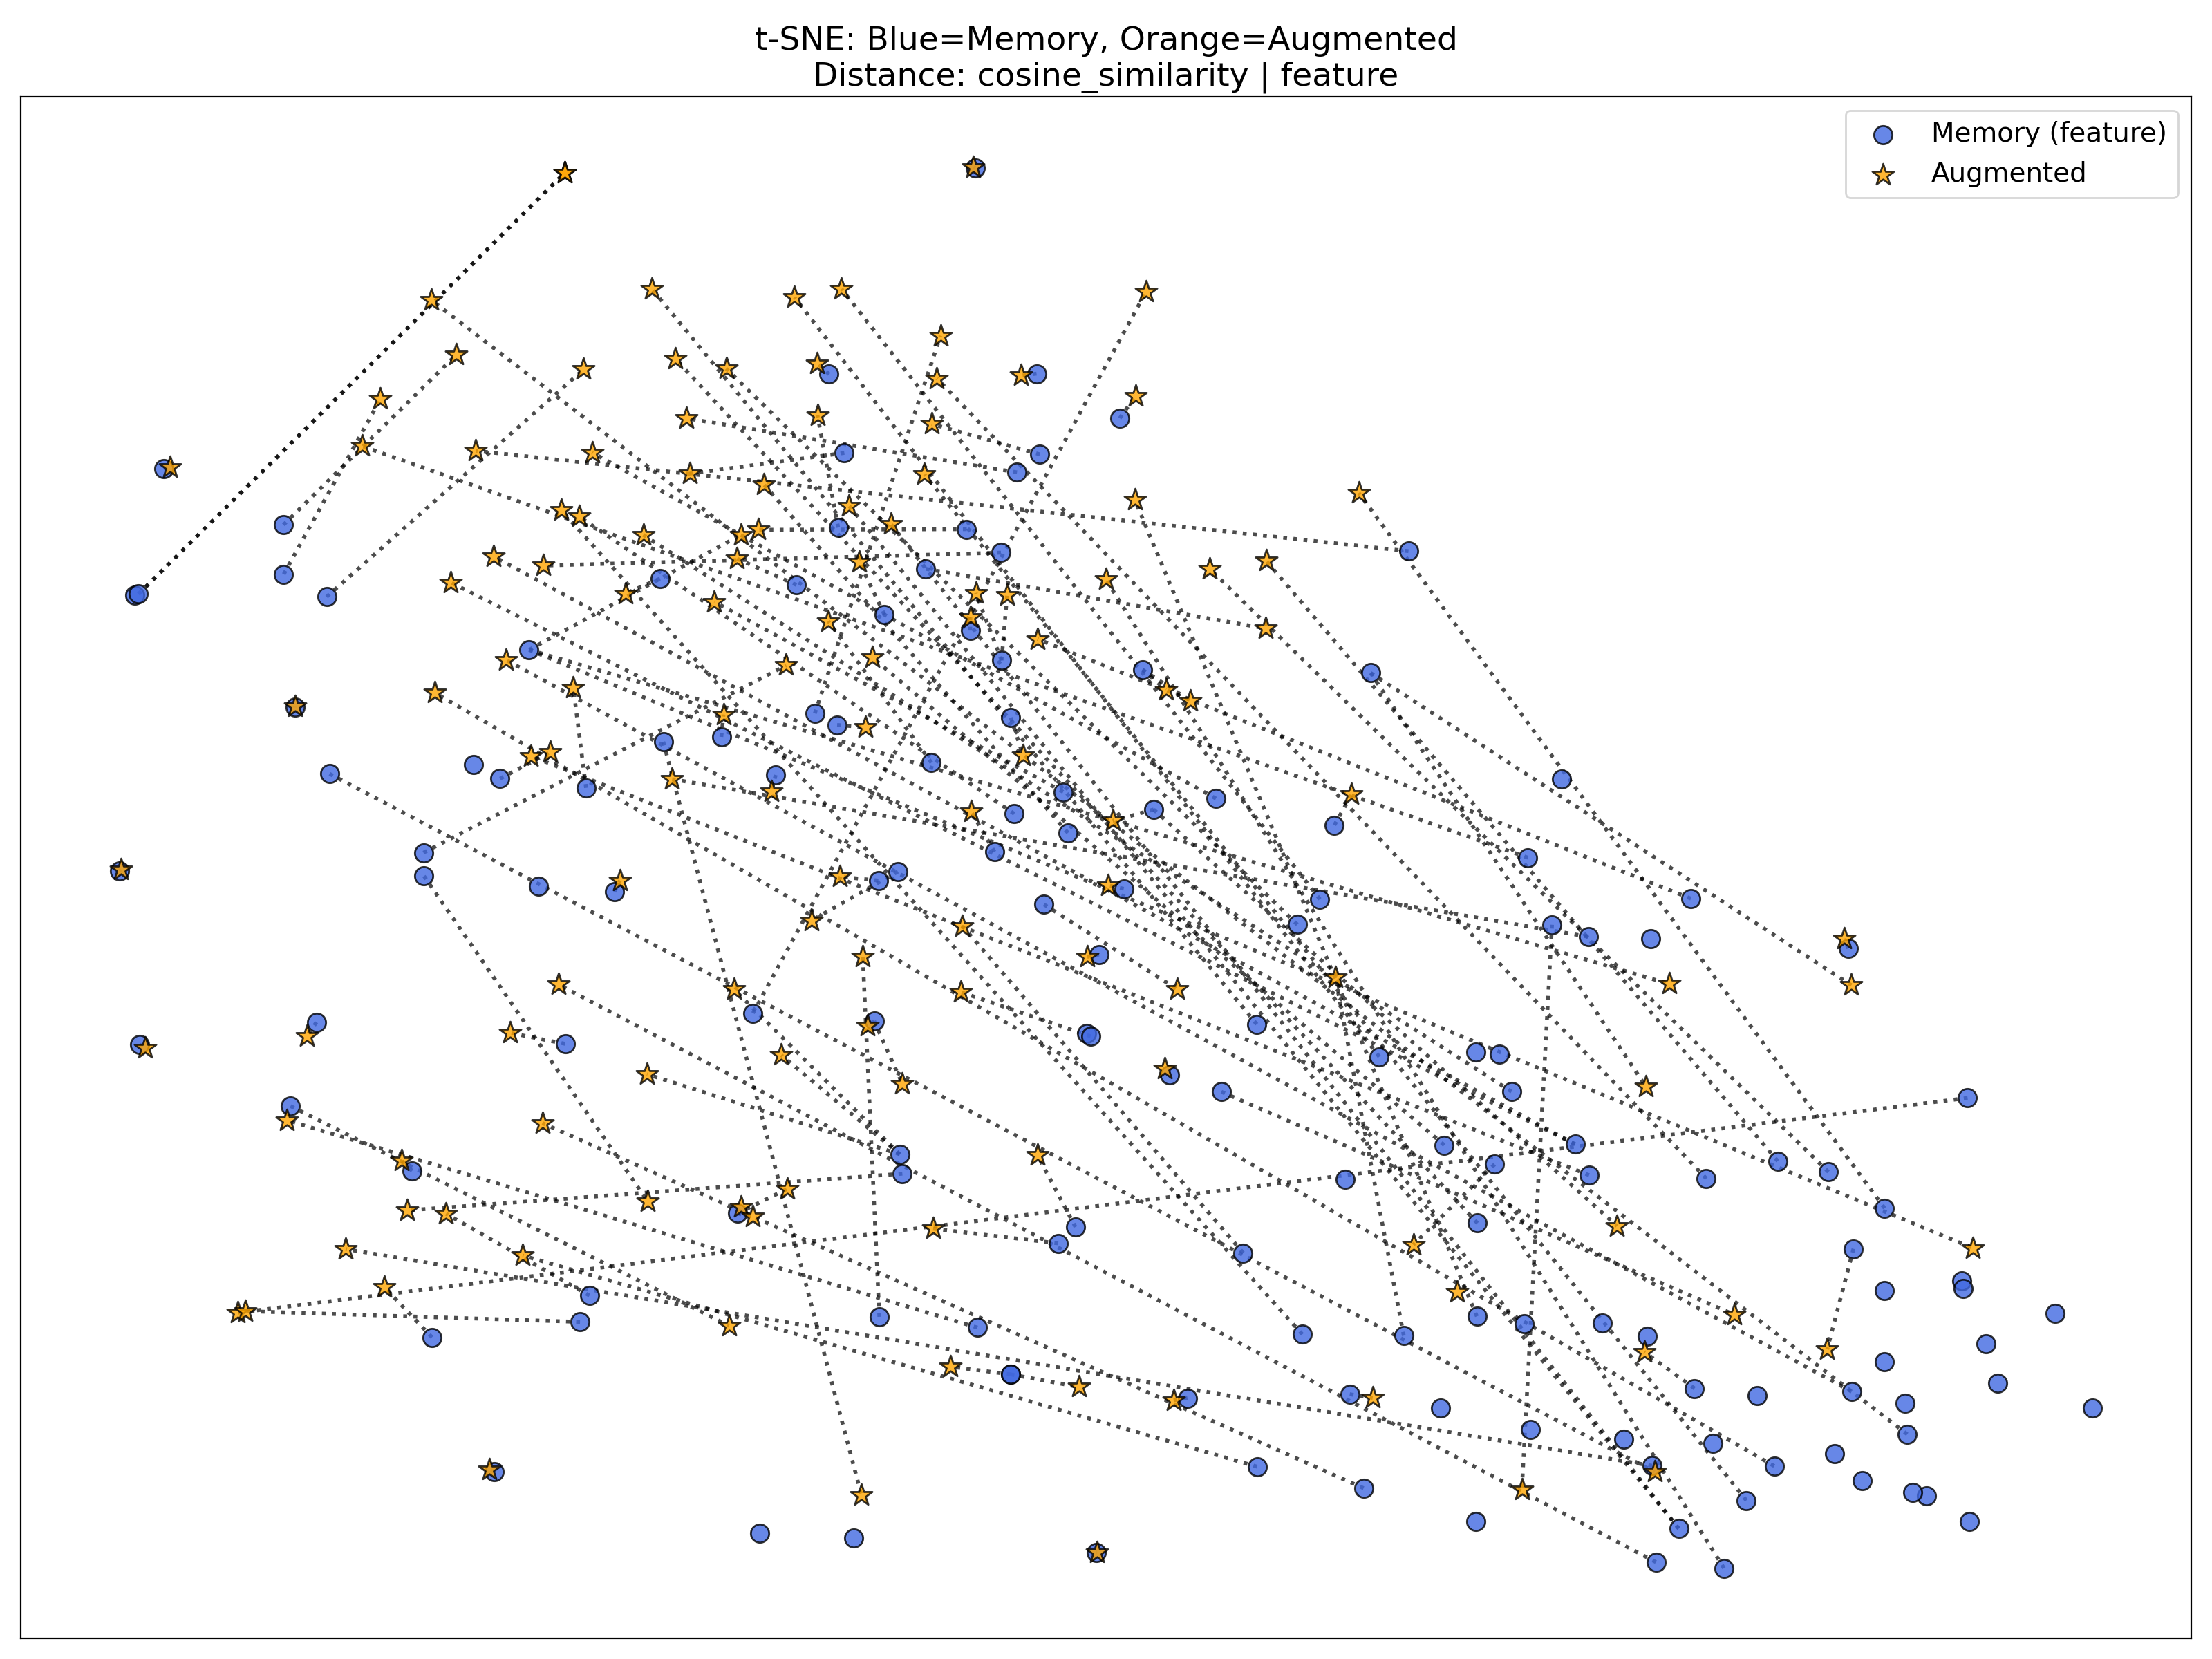 t-SNE: Blue=Memory, Orange=Augmented
Distance: cosine_similarity | feature
Memory (feature)
Augmented